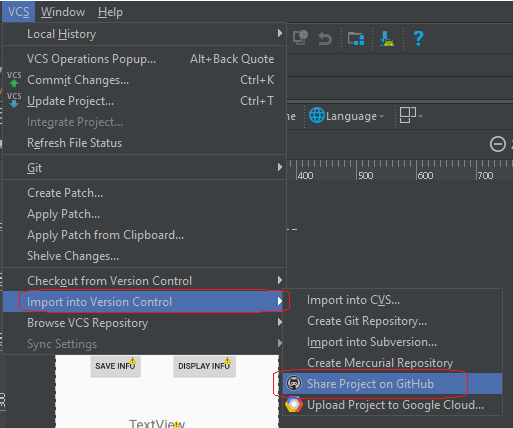 VCS Window Help
Local History
VCS Operations Popup... Alt+Back Quote
VCS Commit Changes... Ctrl+K
VCS Update Project... Ctrl+T
Integrate Project...
Refresh File Status
Git
Create Patch...
Apply Patch...
Apply Patch from Clipboard...
Shelve Changes...
Checkout from Version Control
Import into Version Control
Browse VCS Repository
Sync Settings
Language
400 500 600 700
Import into CVS...
Create Git Repository...
Import into Subversion...
Create Mercurial Repository
Share Project on GitHub
Upload Project to Google Cloud...
300
SAVE INFO DISPLAY INFO
TextView